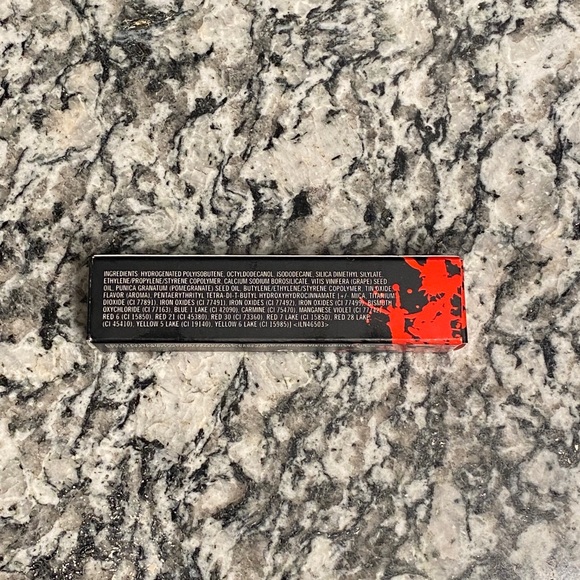 INGREDIENTS: HYDROGENATED POLYISOBUTENE, OCTYLDODECANOL, ISODODECANE, SILICA DIMETHYL SILYLATE,
ETHYLENE/PROPYLENE/STYRENE COPOLYMER, CALCIUM SODIUM BOROSILICATE, VITIS VINIFERA (GRAPE) SEED
OIL, PUNICA GRANATUM (POMEGRANATE) SEED OIL, BUTYLENE/ETHYLENE/STYRENE COPOLYMER, TIN OXIDE,
FLAVOR (AROMA), PENTAERYTHRITYL TETRA-DI-T-BUTYL HYDROXYHYDROCINNAMATE [+/- MICA, TITANIUM
DIOXIDE (CI 77891), IRON OXIDES (CI 77491), IRON OXIDES (CI 77492), IRON OXIDES (CI 77499), BISMUTH
OXYCHLORIDE (CI 77163), BLUE 1 LAKE (CI 42090), CARMINE (CI 75470), MANGANESE VIOLET (CI 77742),
RED 6 (CI 15850), RED 21 (CI 45380), RED 30 (CI 73360), RED 7 LAKE (CI 15850), RED 28 LAKE
(CI 45410), YELLOW 5 LAKE (CI 19140), YELLOW 6 LAKE (CI 15985)] <ILN46503>